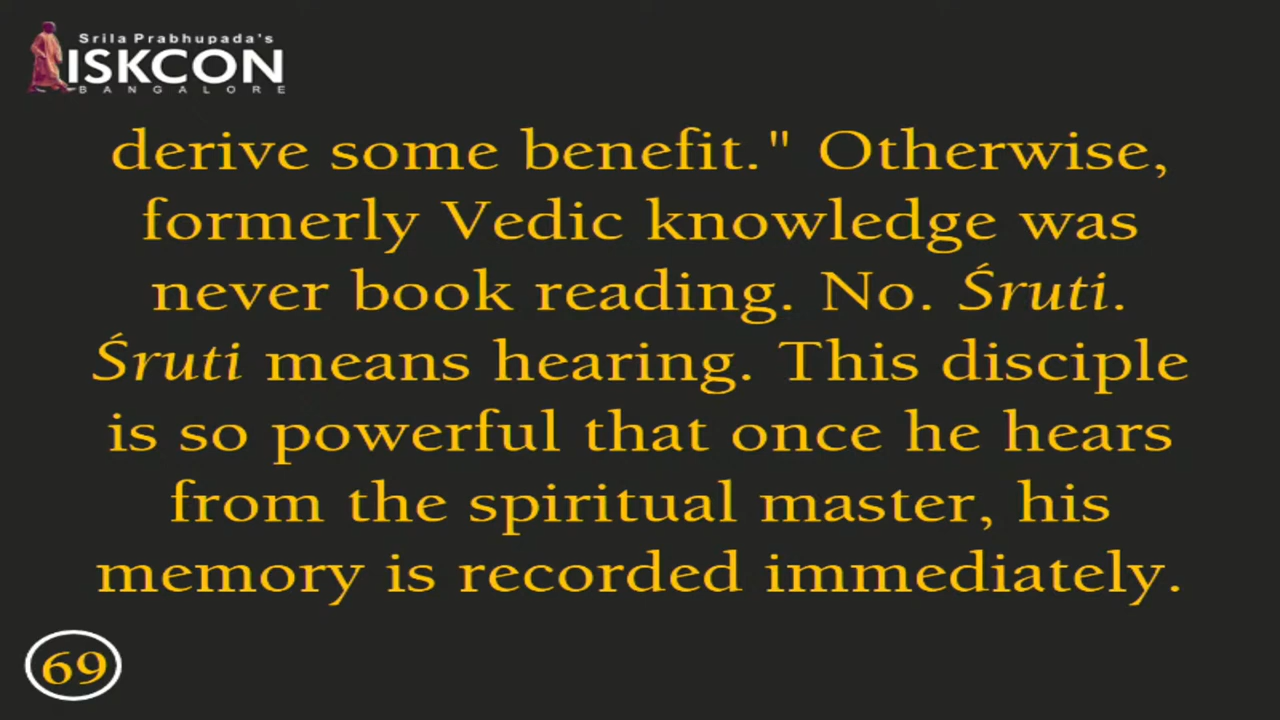 Srila Prabhupada's
ISKCON
BANGALORE
derive some benefit." Otherwise,
formerly Vedic knowledge was
never book reading. No. Śruti.
Śruti means hearing. This disciple
is so powerful that once he hears
from the spiritual master, his
memory is recorded immediately.
69